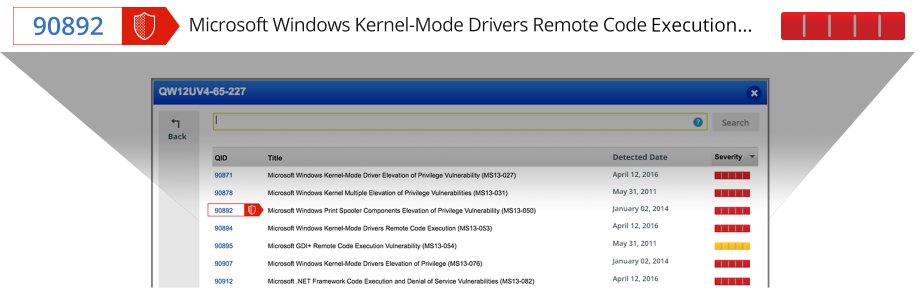 90892 Microsoft Windows Kernel-Mode Drivers Remote Code Execution...
QW12UV4-65-227
Back
? Search
QID Title Detected Date Severity
90871 Microsoft Windows Kernel-Mode Driver Elevation of Privilege Vulnerability (MS13-027) April 12, 2016
90878 Microsoft Windows Kernel Multiple Elevation of Privilege Vulnerabilities (MS13-031) May 31, 2011
90892 Microsoft Windows Print Spooler Components Elevation of Privilege Vulnerability (MS13-050) January 02, 2014
90894 Microsoft Windows Kernel-Mode Drivers Remote Code Execution (MS13-053) April 12, 2016
90895 Microsoft GDI+ Remote Code Execution Vulnerability (MS13-054) May 31, 2011
90907 Microsoft Windows Kernel-Mode Drivers Elevation of Privilege (MS13-076) January 02, 2014
90912 Microsoft .NET Framework Code Execution and Denial of Service Vulnerabilities (MS13-082) April 12, 2016